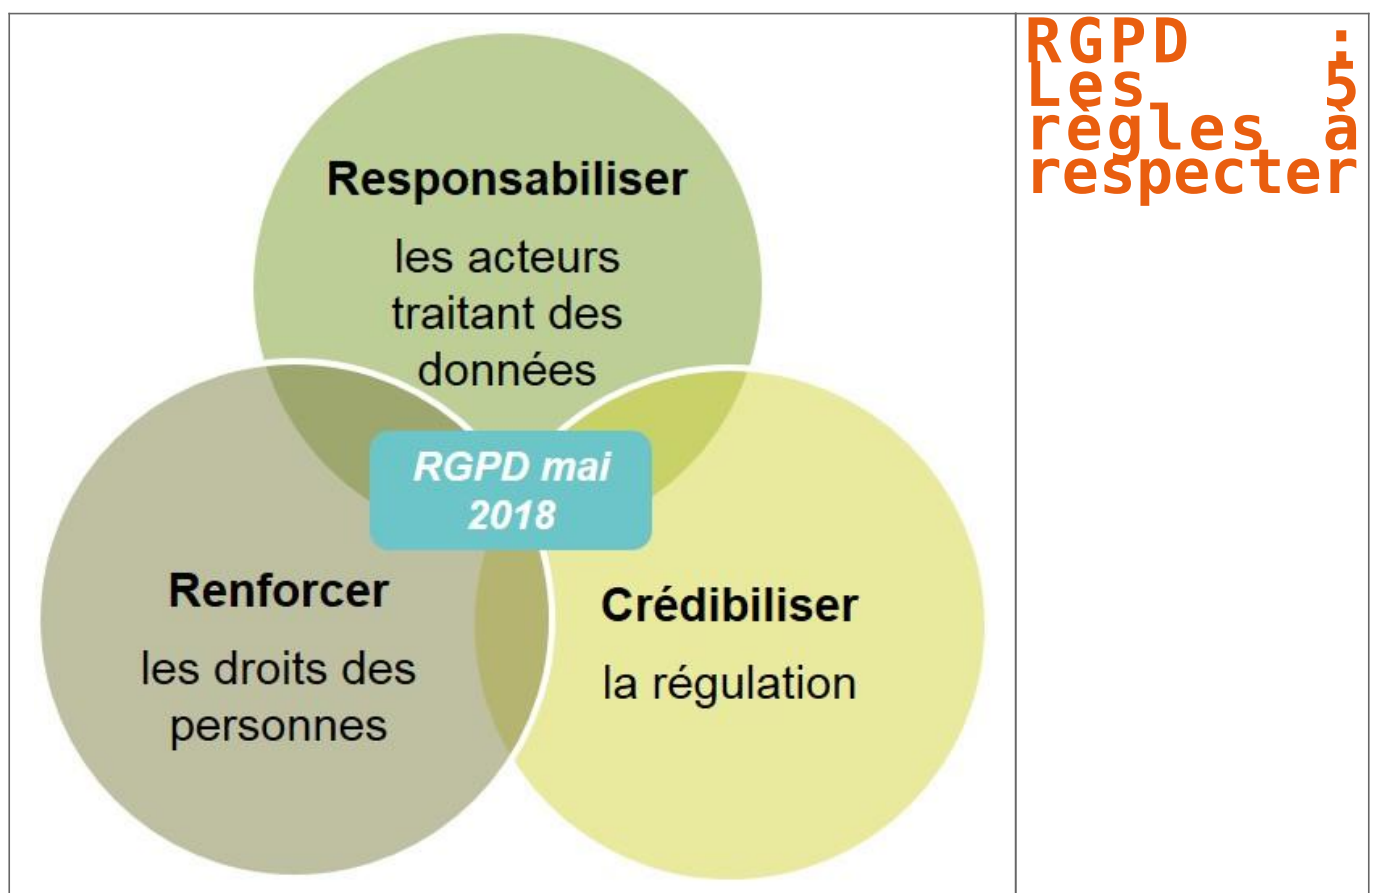 Responsabiliser
les acteurs
traitant des
données
RGPD mai
2018
Renforcer
les droits des
personnes
Crédibiliser
la régulation
RGPD :
Les 5
règles à
respecter